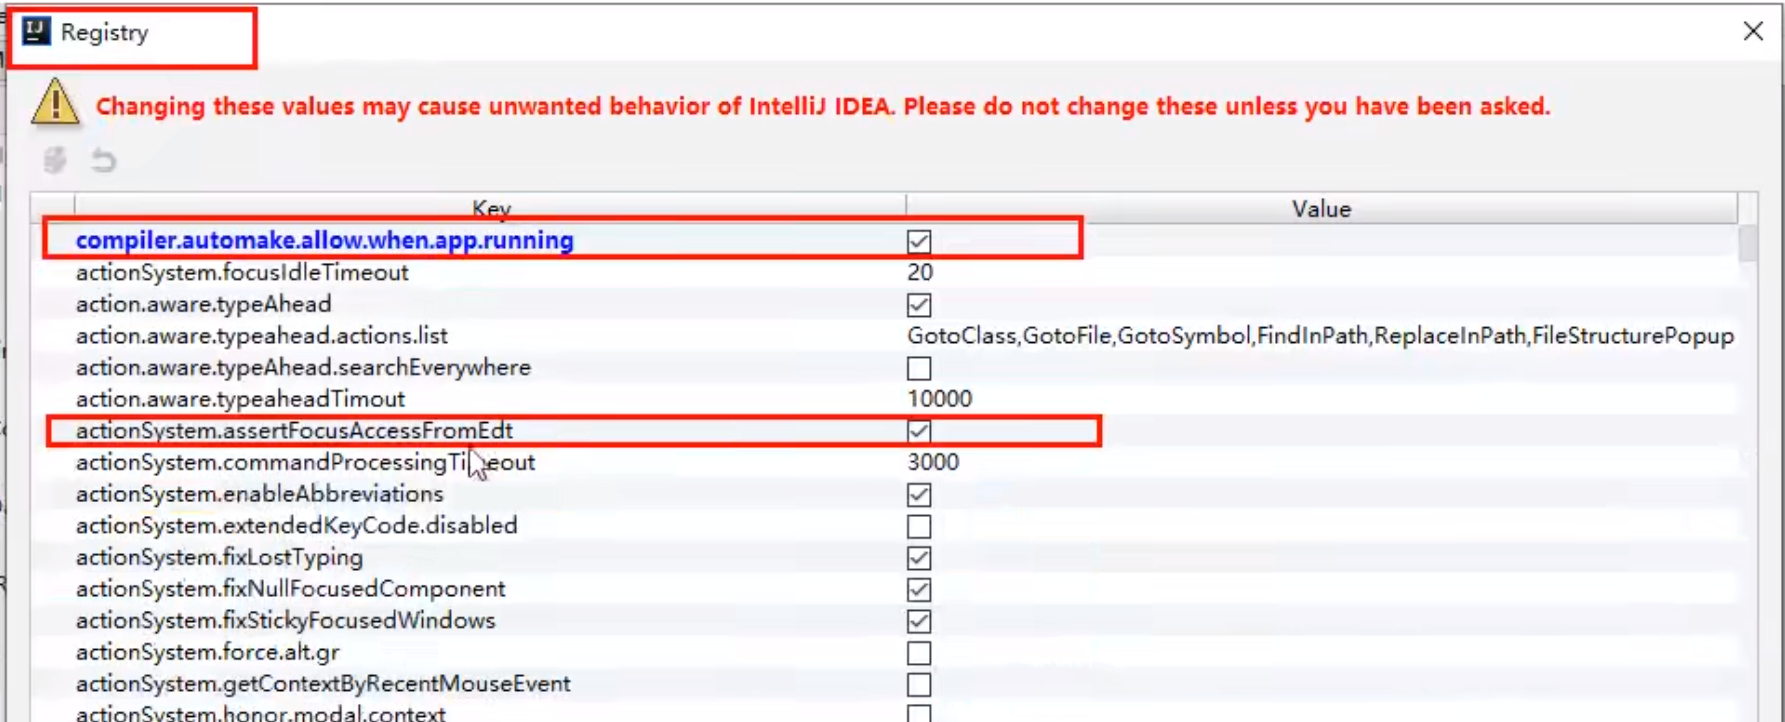 Registry
Changing these values may cause unwanted behavior of IntelliJ IDEA. Please do not change these unless you have been asked.
Key Value
compiler.automake.allow.when.app.running
actionSystem.focusIdleTimeout 20
action.aware.typeAhead
action.aware.typeahead.actions.list GotoClass,GotoFile,GotoSymbol,FindInPath,ReplaceInPath,FileStructurePopup
action.aware.typeAhead.searchEverywhere
action.aware.typeaheadTimout 10000
actionSystem.assertFocusAccessFromEdt
actionSystem.commandProcessingTimeout 3000
actionSystem.enableAbbreviations
actionSystem.extendedKeyCode.disabled
actionSystem.fixLostTyping
actionSystem.fixNullFocusedComponent
actionSystem.fixStickyFocusedWindows
actionSystem.force.alt.gr
actionSystem.getContextByRecentMouseEvent
actionSystem.honor.modal.context